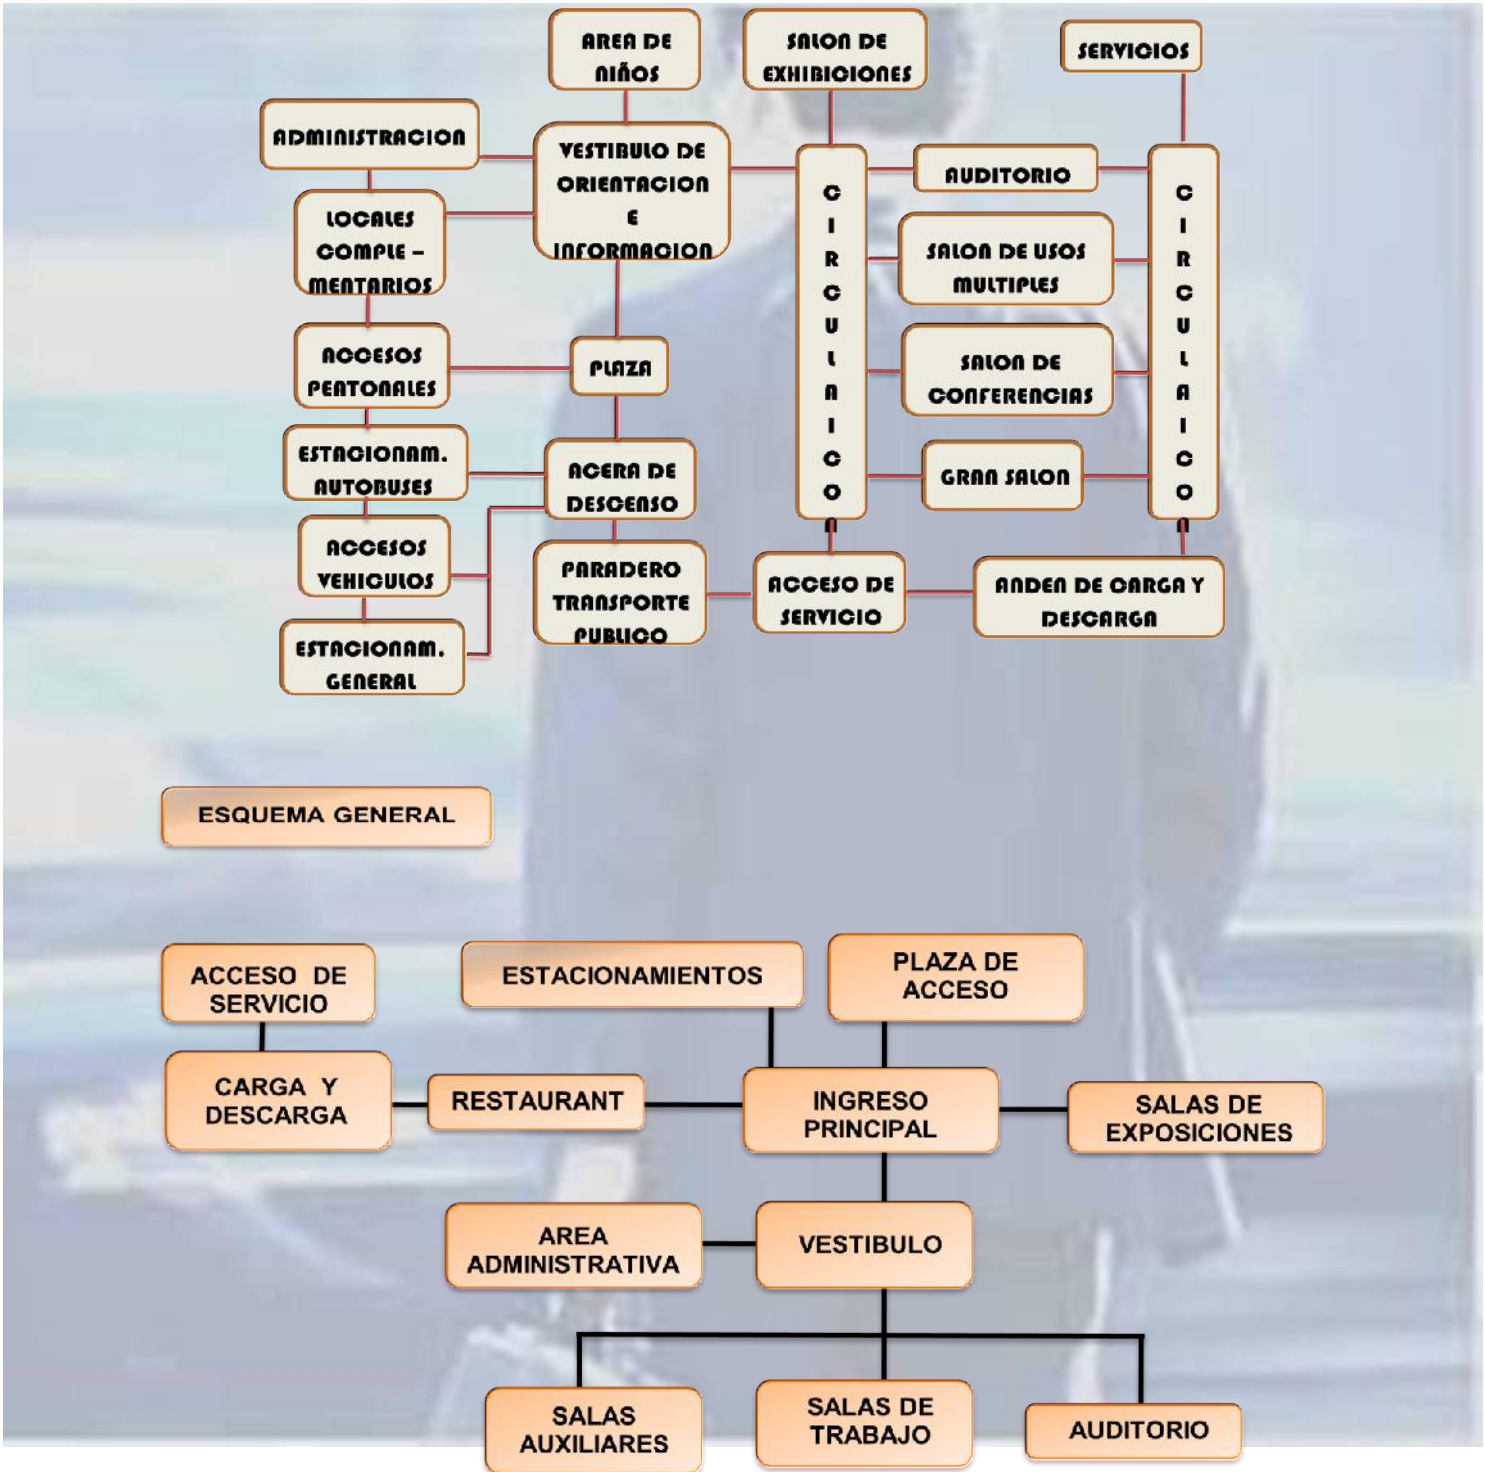 AREA DE
NIÑOS
SALON DE
EXHIBICIONES
SERVICIOS
ADMINISTRACION
VESTIBULO DE
ORIENTACION
E
INFORMACION
AUDITORIO
LOCALES
COMPLE –
MENTARIOS
C
I
R
C
U
L
A
I
C
O
n
SALON DE USOS
MULTIPLES
C
I
R
C
U
L
A
I
C
O
n
ACCESOS
PENTONALES
PLAZA
SALON DE
CONFERENCIAS
ESTACIONAM.
AUTOBUSES
ACERA DE
DESCENSO
GRAN SALON
ACCESOS
VEHICULOS
PARADERO
TRANSPORTE
PUBLICO
ACCESO DE
SERVICIO
ANDEN DE CARGA Y
DESCARGA
ESTACIONAM.
GENERAL
ESQUEMA GENERAL
ACCESO DE
SERVICIO
ESTACIONAMIENTOS
PLAZA DE
ACCESO
CARGA Y
DESCARGA
RESTAURANT
INGRESO
PRINCIPAL
SALAS DE
EXPOSICIONES
AREA
ADMINISTRATIVA
VESTIBULO
SALAS
AUXILIARES
SALAS DE
TRABAJO
AUDITORIO